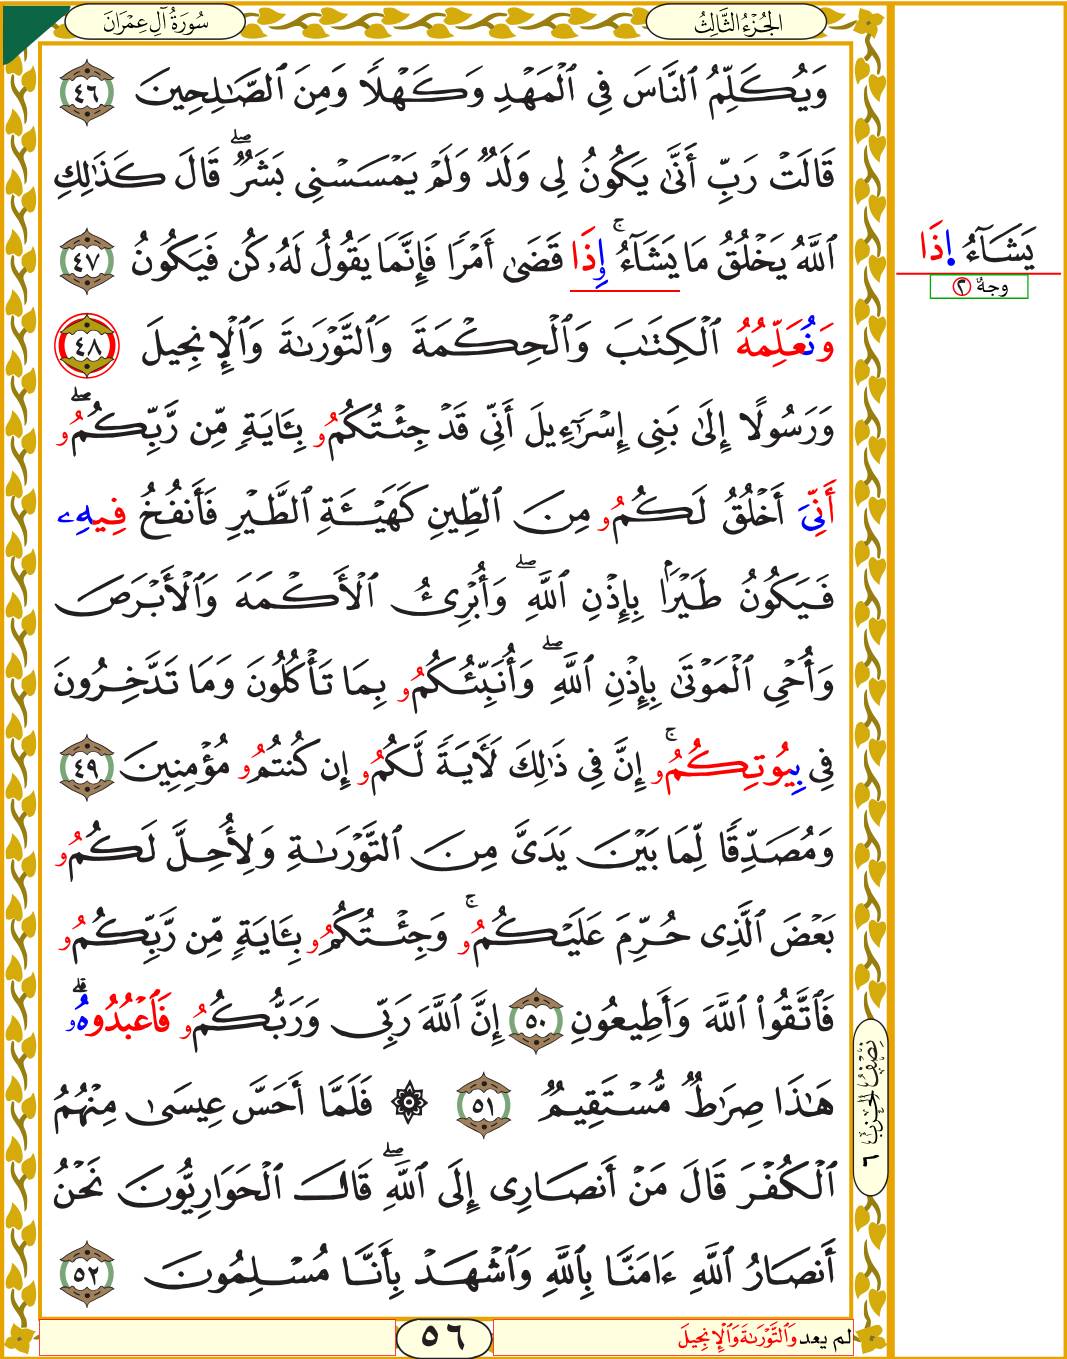 الجُزْءُ الثَّالِثُ
سُورَةُ آلِ عِمْرَانَ
وَيُكَلِّمُ ٱلنَّاسَ فِي ٱلْمَهْدِ وَكَهْلًا وَمِنَ ٱلصَّٰلِحِينَ ٤٦
قَالَتْ رَبِّ أَنَّىٰ يَكُونُ لِى وَلَدٌ وَلَمْ يَمْسَسْنِى بَشَرٌۖ قَالَ كَذَٰلِكِ
ٱللَّهُ يَخْلُقُ مَا يَشَآءُۚ إِذَا قَضَىٰ أَمْرًا فَإِنَّمَا يَقُولُ لَهُۥ كُن فَيَكُونُ ٤٧
وَنُعَلِّمُهُ ٱلْكِتَٰبَ وَٱلْحِكْمَةَ وَٱلتَّوْرَىٰةَ وَٱلْإِنجِيلَ ٤٨
وَرَسُولًا إِلَىٰ بَنِى إِسْرَٰٓءِيلَ أَنِّى قَدْ جِئْتُكُمُۥ بِـَٔايَةٍ مِّن رَّبِّكُمُۥۖ
أَنِّىَ أَخْلُقُ لَكُمُۥ مِنَ ٱلطِّينِ كَهَيْـَٔةِ ٱلطَّيْرِ فَأَنفُخُ فِيهِۦ
فَيَكُونُ طَيْرًا بِإِذْنِ ٱللَّهِۖ وَأُبْرِئُ ٱلْأَكْمَهَ وَٱلْأَبْرَصَ
وَأُحْىِ ٱلْمَوْتَىٰ بِإِذْنِ ٱللَّهِۖ وَأُنَبِّئُكُمُۥ بِمَا تَأْكُلُونَ وَمَا تَدَّخِرُونَ
فِى بِيُوتِكُمُۥۚ إِنَّ فِى ذَٰلِكَ لَـَٔايَةً لَّكُمُۥ إِن كُنتُمُۥ مُؤْمِنِينَ ٤٩
وَمُصَدِّقًا لِّمَا بَيْنَ يَدَىَّ مِنَ ٱلتَّوْرَىٰةِ وَلِأُحِلَّ لَكُمُۥ
بَعْضَ ٱلَّذِى حُرِّمَ عَلَيْكُمُۥۚ وَجِئْتُكُمُۥ بِـَٔايَةٍ مِّن رَّبِّكُمُۥ
فَٱتَّقُوا۟ ٱللَّهَ وَأَطِيعُونِ ٥٠ إِنَّ ٱللَّهَ رَبِّى وَرَبُّكُمُۥ فَٱعْبُدُوهُۥۗ
هَٰذَا صِرَٰطٌ مُّسْتَقِيمٌ ٥١ ۞ فَلَمَّا أَحَسَّ عِيسَىٰ مِنْهُمُ
ٱلْكُفْرَ قَالَ مَنْ أَنصَارِى إِلَى ٱللَّهِۖ قَالَ ٱلْحَوَارِيُّونَ نَحْنُ
أَنصَارُ ٱللَّهِ ءَامَنَّا بِٱللَّهِ وَٱشْهَدْ بِأَنَّا مُسْلِمُونَ ٥٢
يَشَآءُ اِ۬ذَا
وجهٌ ٢
نِصْفُ الحِزْبِ ٦
لم يعد وَٱلتَّوْرَىٰةَ وَٱلْإِنجِيلَ
٥٦